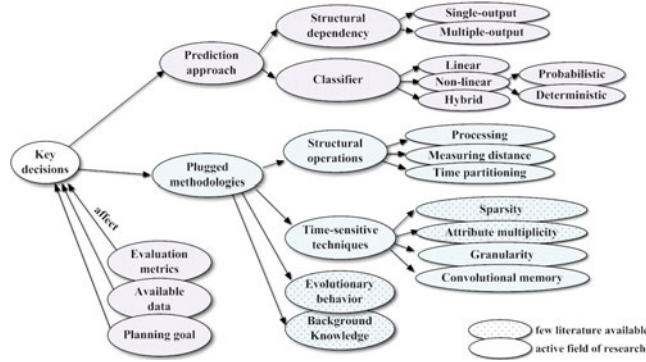 Structural
dependency
Single-output
Multiple-output
Prediction
approach
Classifier
Linear
Non-linear
Hybrid
Probabilistic
Deterministic
Key
decisions
Plugged
methodologies
Structural
operations
Processing
Measuring distance
Time partitioning
Time-sensitive
techniques
Sparsity
Attribute multiplicity
Granularity
Convolutional memory
affect
Evaluation
metrics
Available
data
Planning goal
Evolutionary
behavior
Background
Knowledge
few literature available
active field of research